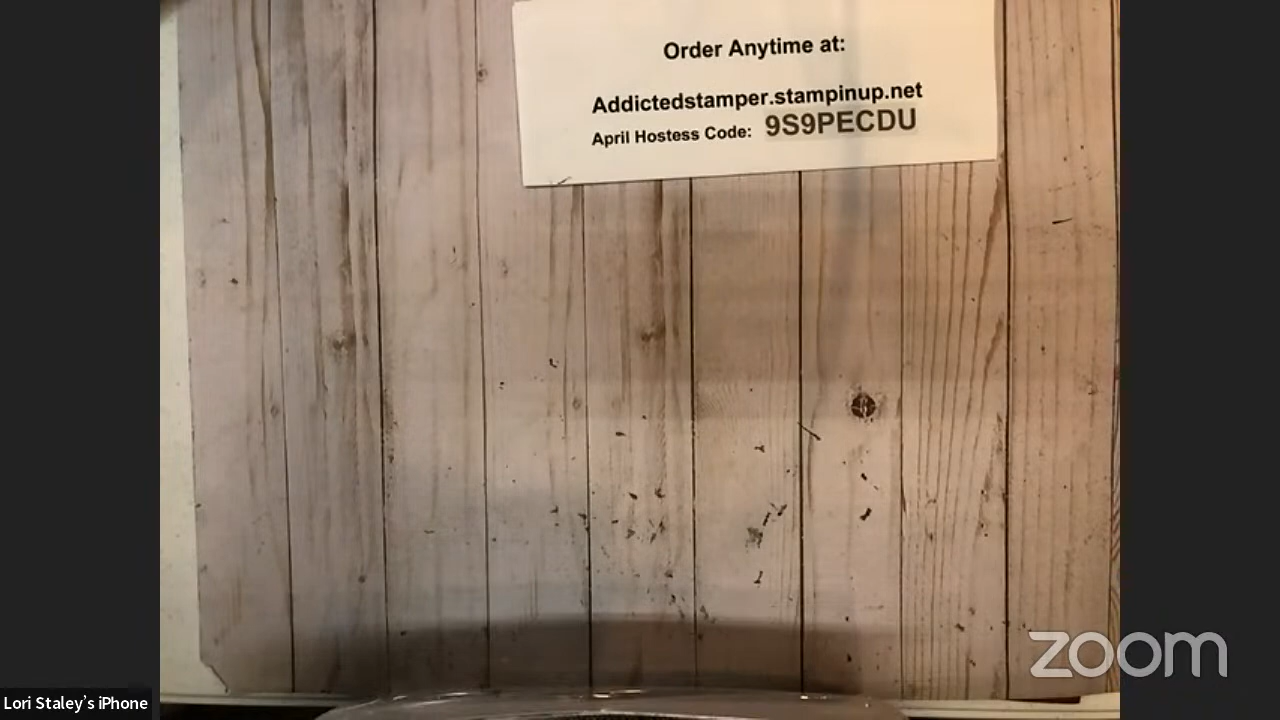 Order Anytime at:
Addictedstamper.stampinup.net
April Hostess Code: 9S9PECDU
zoom
Lori Staley's iPhone